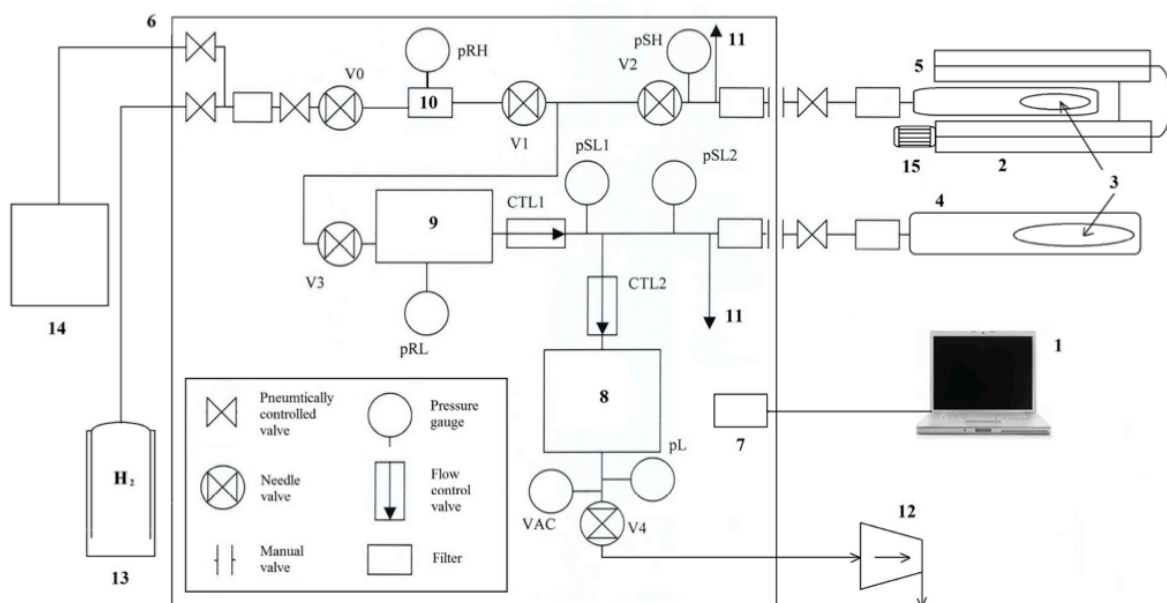 6
pRH
pSH
11
5
V0
V2
10
V1
15
2
pSL1
pSL2
3
CTL1
4
9
V3
CTL2
11
14
pRL
1
8
7
pL
Pneumtically
controlled
valve
Pressure
gauge
H₂
Needle
valve
Flow
control
valve
VAC
V4
12
Manual
valve
Filter
13